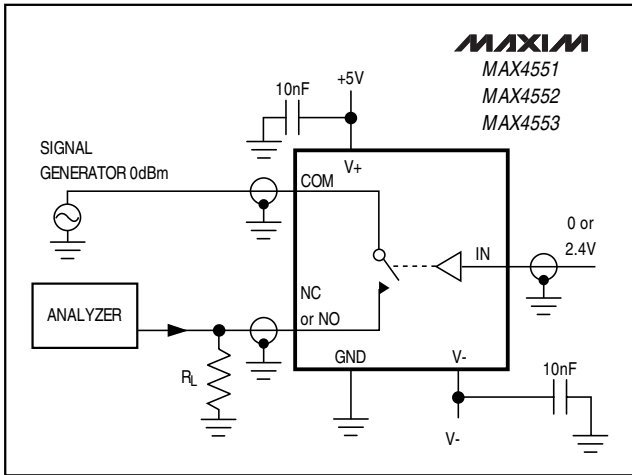 MAXIM
MAX4551
MAX4552
MAX4553
10nF
+5V
SIGNAL
GENERATOR 0dBm
V+
COM
IN
0 or
2.4V
NC
or NO
ANALYZER
RL
GND
V-
10nF
V-